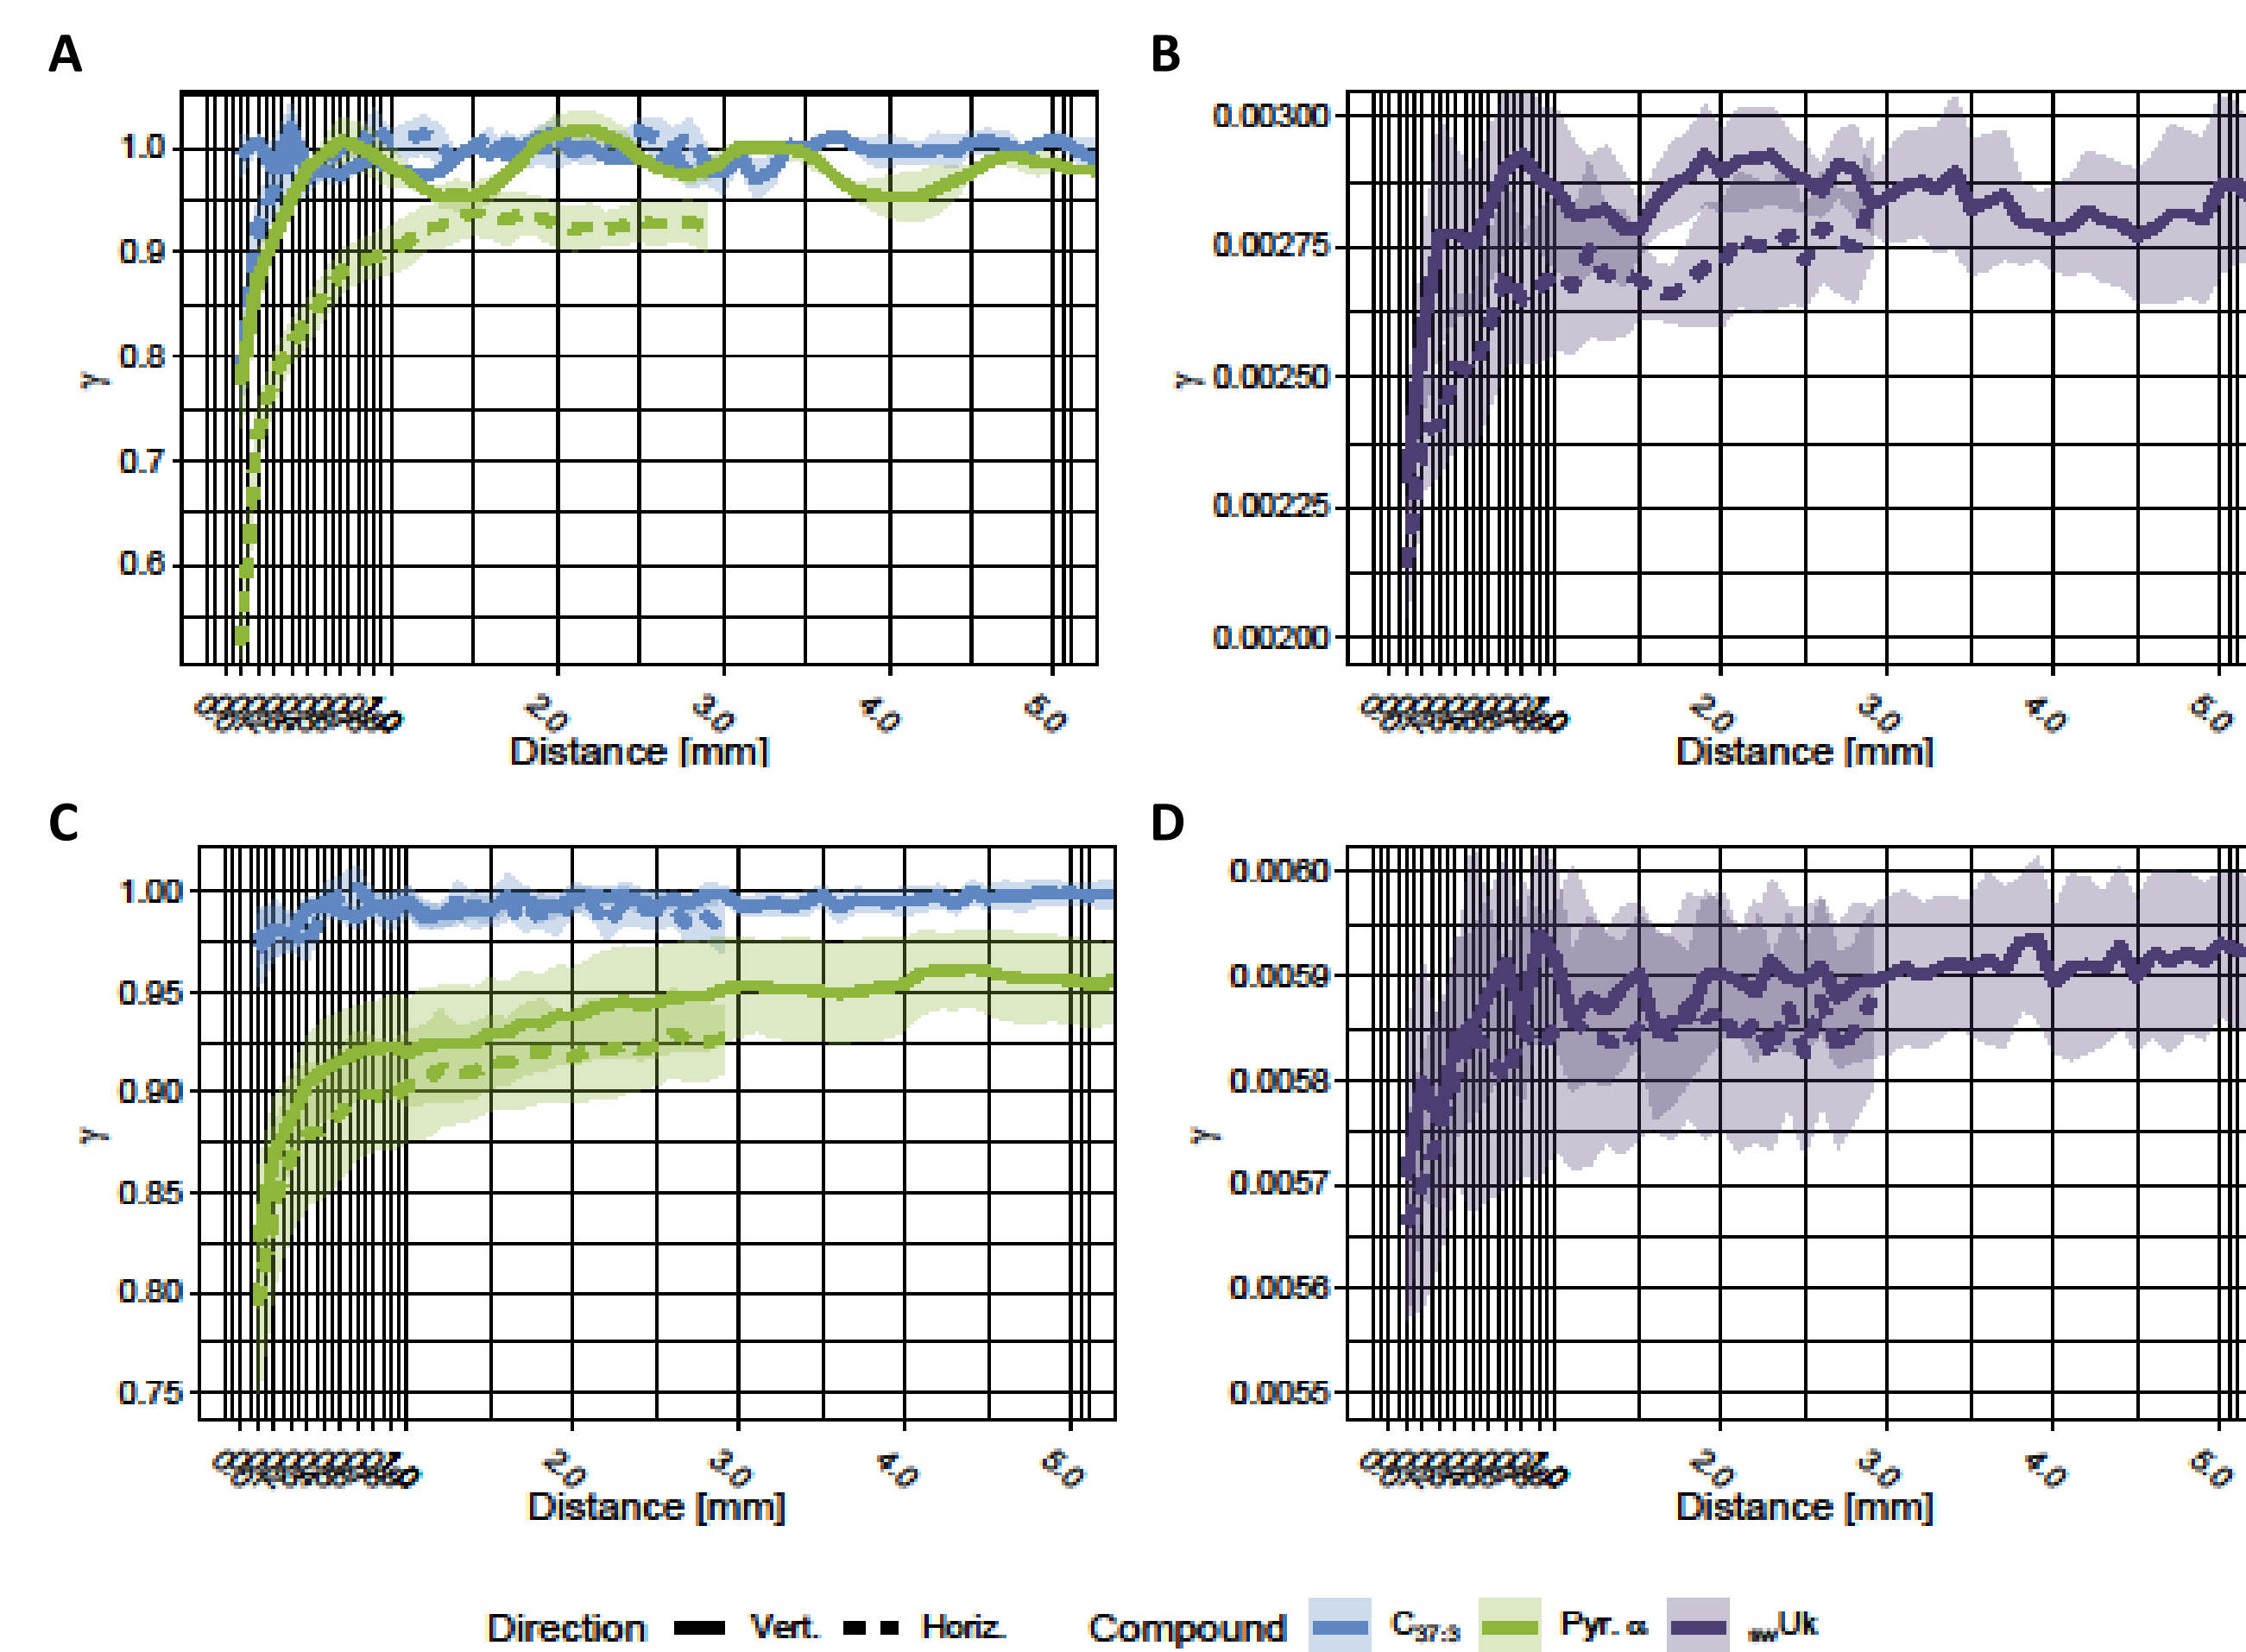 A
B
1.0
0.9
0.8
0.7
0.6
γ
2.0
3.0
4.0
5.0
Distance [mm]
0.00300
0.00275
0.00250
0.00225
0.00200
γ
2.0
3.0
4.0
5.0
Distance [mm]
C
D
1.00
0.95
0.90
0.85
0.80
0.75
γ
2.0
3.0
4.0
5.0
Distance [mm]
0.0060
0.0059
0.0058
0.0057
0.0056
0.0055
γ
2.0
3.0
4.0
5.0
Distance [mm]
Direction Vert. Horiz. Compound C37:3 Pyr. α Uk